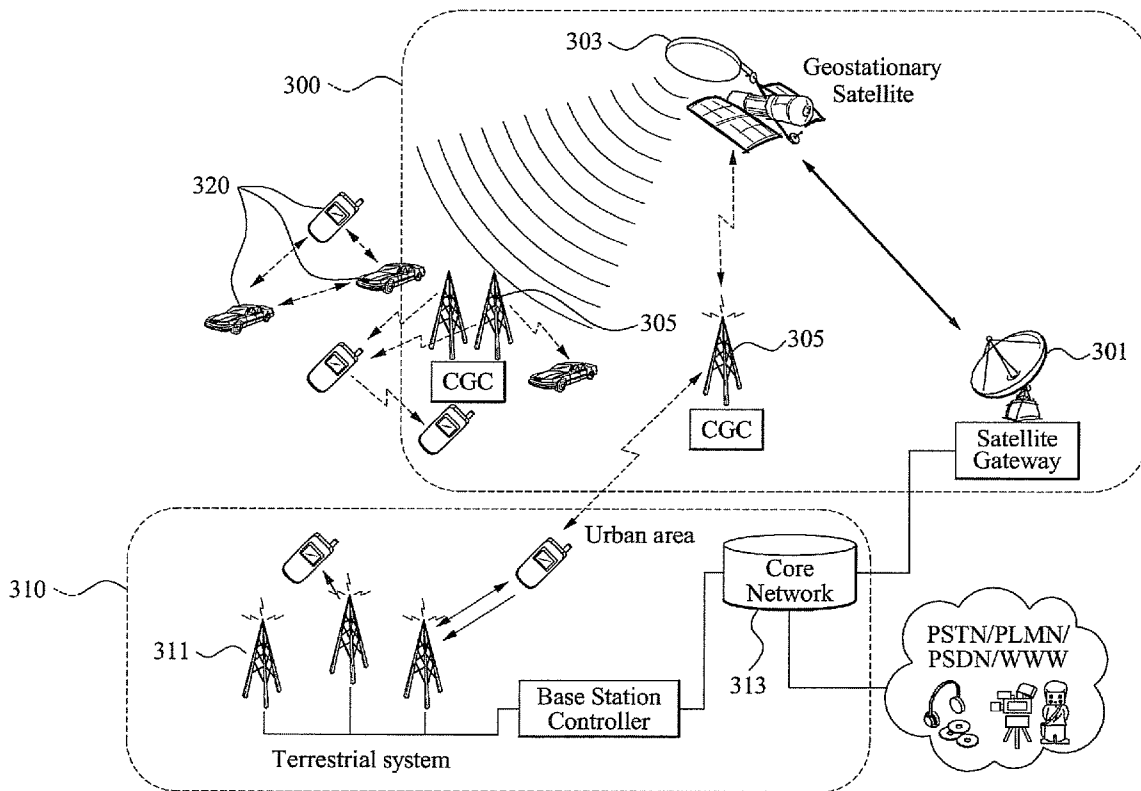 303
Geostationary
Satellite
300
320
305
305
301
CGC
CGC
Satellite
Gateway
Urban area
310
Core
Network
311
313
PSTN/PLMN/
PSDN/WWW
Base Station
Controller
Terrestrial system